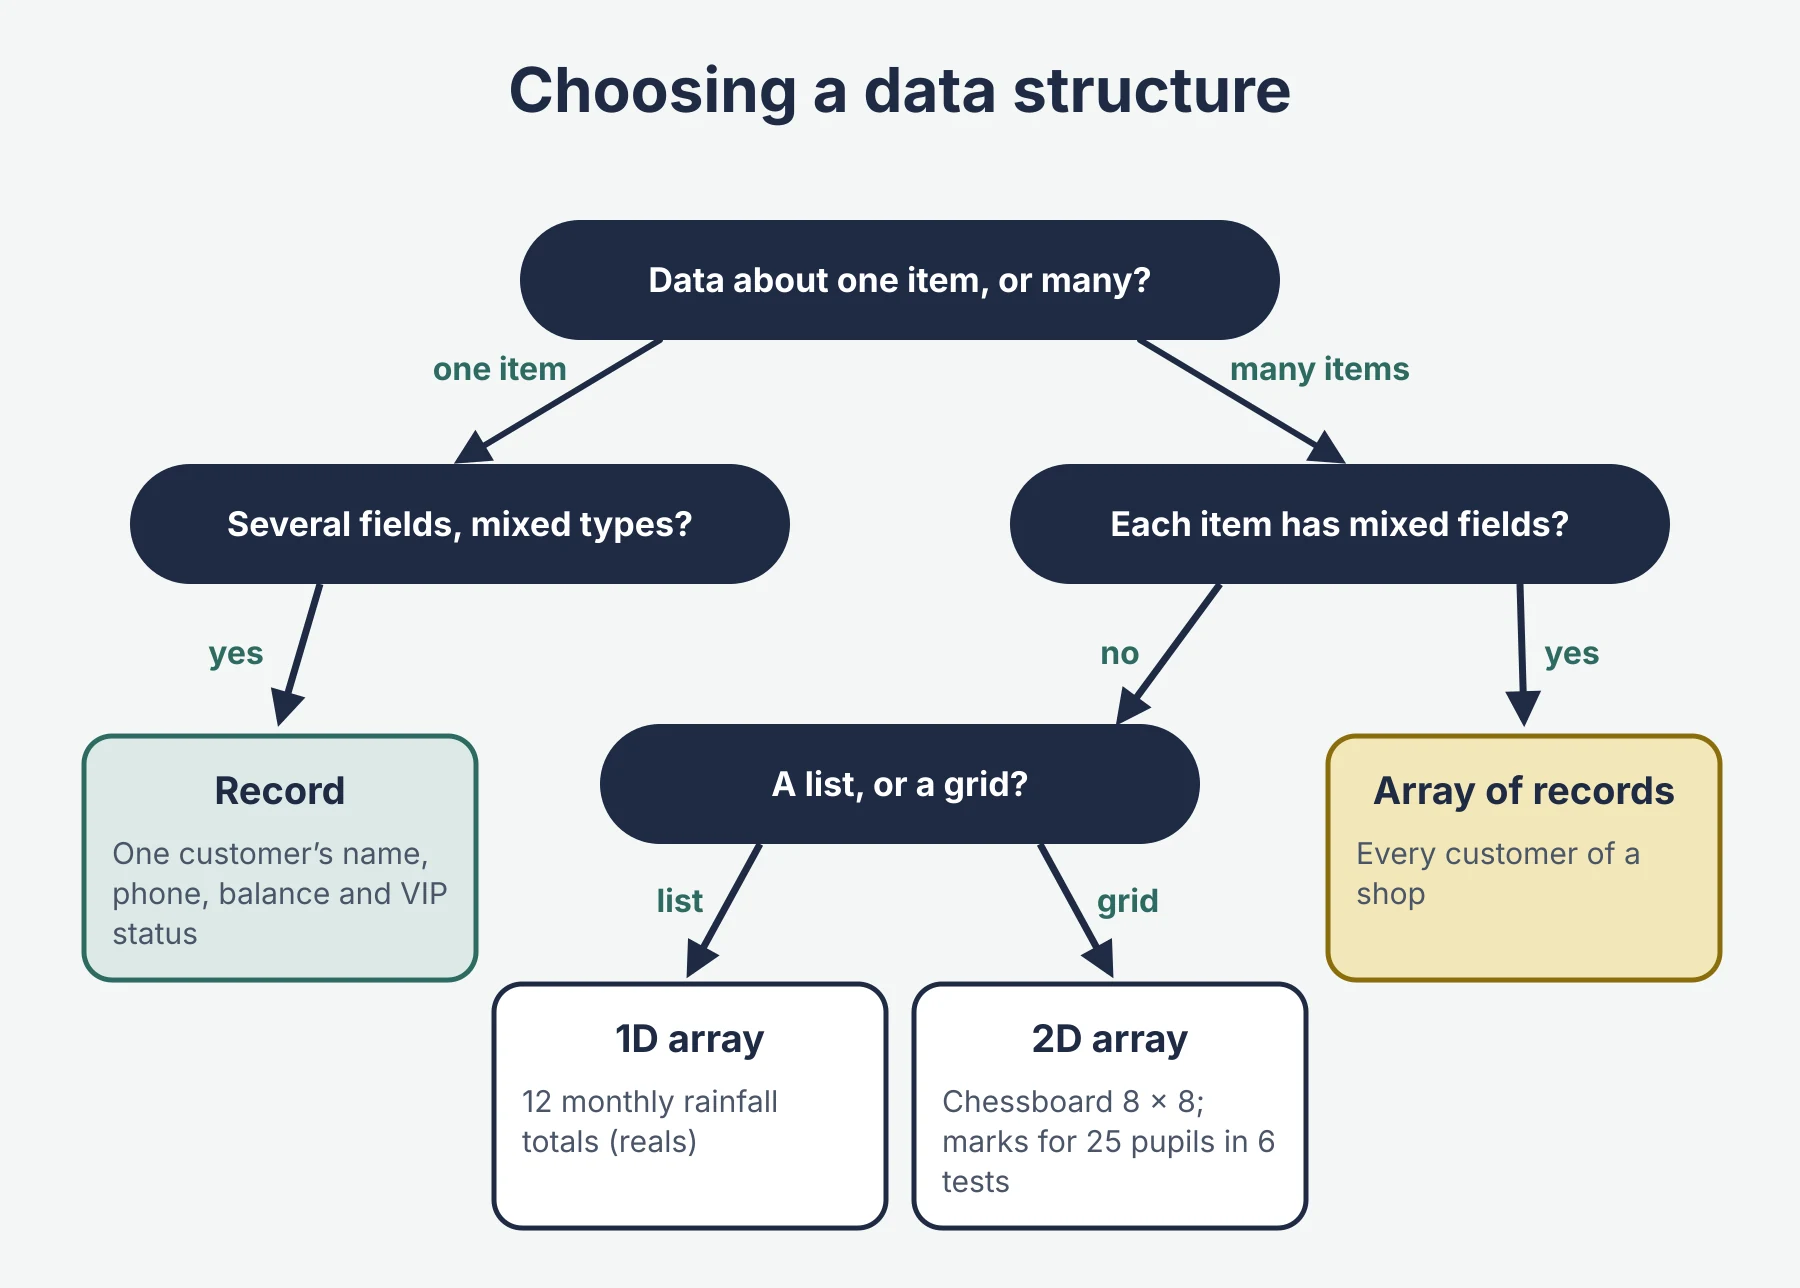 Choosing a data structure
Data about one item, or many?
one item
many items
Several fields, mixed types?
Each item has mixed fields?
yes
no
yes
Record
One customer’s name,
phone, balance and VIP
status
A list, or a grid?
Array of records
Every customer of a
shop
list
grid
1D array
12 monthly rainfall
totals (reals)
2D array
Chessboard 8 × 8;
marks for 25 pupils in 6
tests